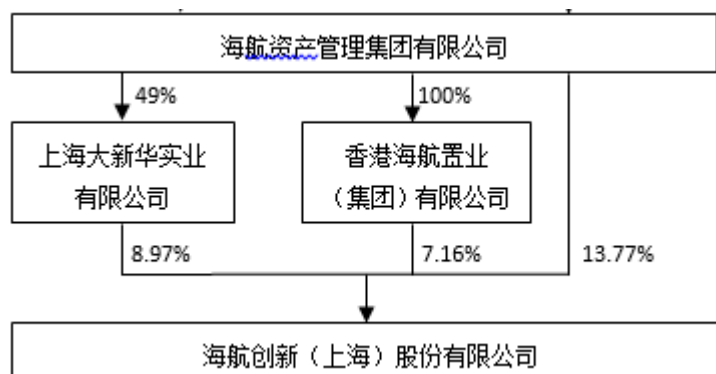 海航资产管理集团有限公司
49%
100%
上海大新华实业
有限公司
香港海航置业
（集团）有限公司
8.97%
7.16%
13.77%
海航创新（上海）股份有限公司